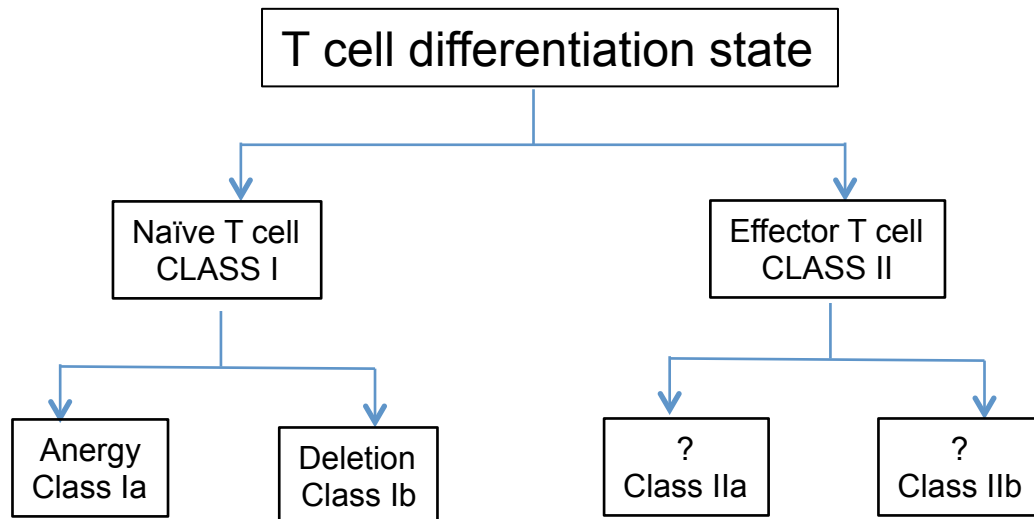 T cell differentiation state
Naïve T cell
CLASS I
Effector T cell
CLASS II
Anergy
Class Ia
Deletion
Class Ib
?
Class IIa
?
Class IIb